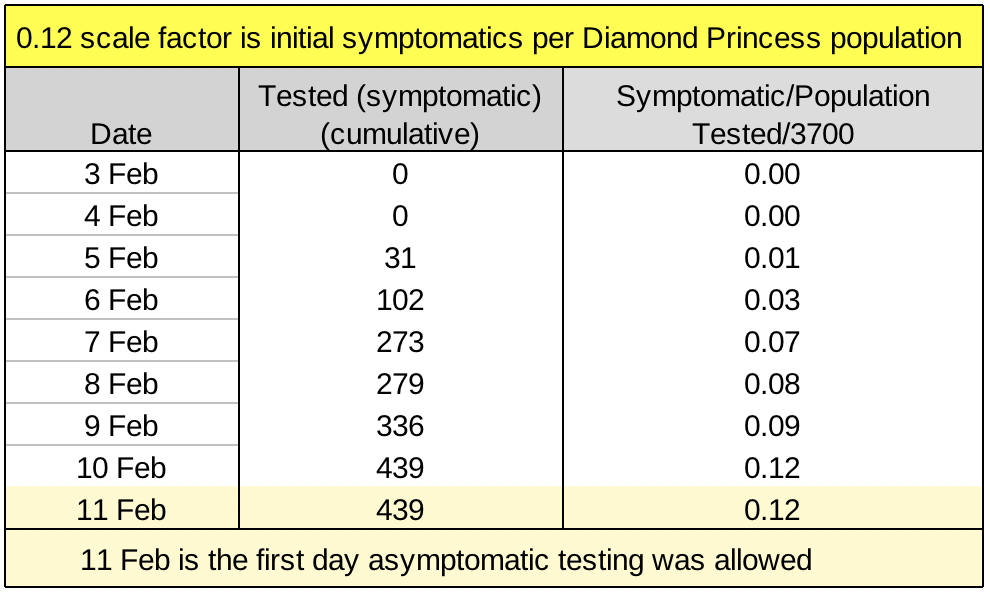 0.12 scale factor is initial symptomatics per Diamond Princess population
Date Tested (symptomatic) (cumulative) Symptomatic/Population Tested/3700
3 Feb 0 0.00
4 Feb 0 0.00
5 Feb 31 0.01
6 Feb 102 0.03
7 Feb 273 0.07
8 Feb 279 0.08
9 Feb 336 0.09
10 Feb 439 0.12
11 Feb 439 0.12
11 Feb is the first day asymptomatic testing was allowed